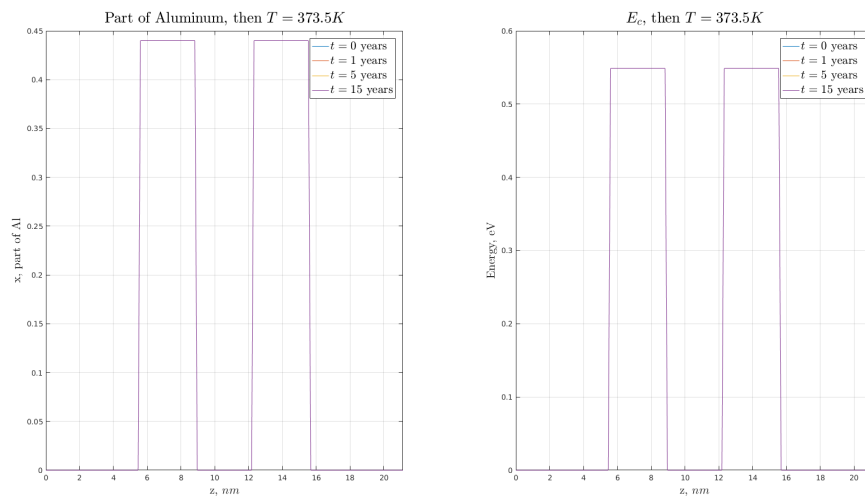 Part of Aluminum, then T = 373.5K
0.45
0.4
0.35
0.3
0.25
0.2
0.15
0.1
0.05
0
x, part of Al
0 2 4 6 8 10 12 14 16 18 20
z, nm
t = 0 years
t = 1 years
t = 5 years
t = 15 years
E_c, then T = 373.5K
0.6
0.5
0.4
0.3
0.2
0.1
0
Energy, eV
0 2 4 6 8 10 12 14 16 18 20
z, nm
t = 0 years
t = 1 years
t = 5 years
t = 15 years